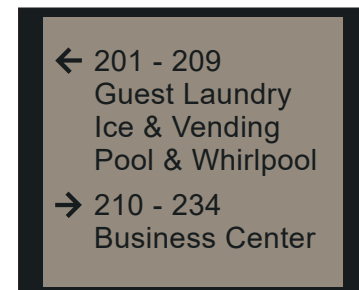 ← 201 - 209
Guest Laundry
Ice & Vending
Pool & Whirlpool
→ 210 - 234
Business Center